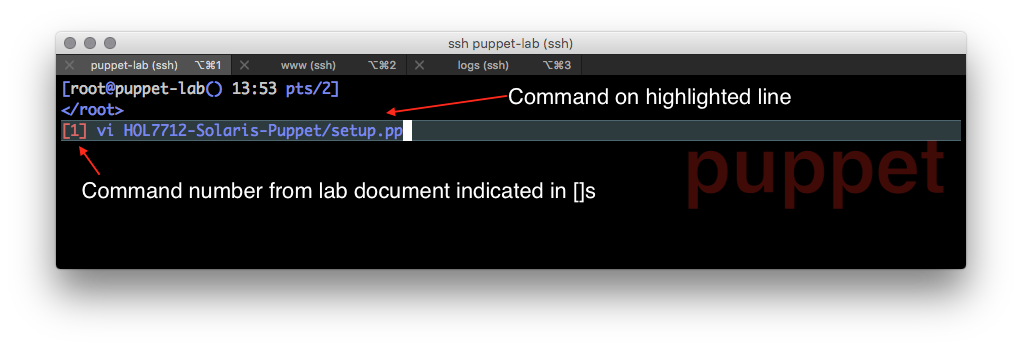 ssh puppet-lab (ssh)
puppet-lab (ssh) ⌥⌘1 www (ssh) ⌥⌘2 logs (ssh) ⌥⌘3
[root@puppet-lab() 13:53 pts/2]
Command on highlighted line
</root>
[1] vi HOL7712-Solaris-Puppet/setup.pp
puppet
Command number from lab document indicated in []s